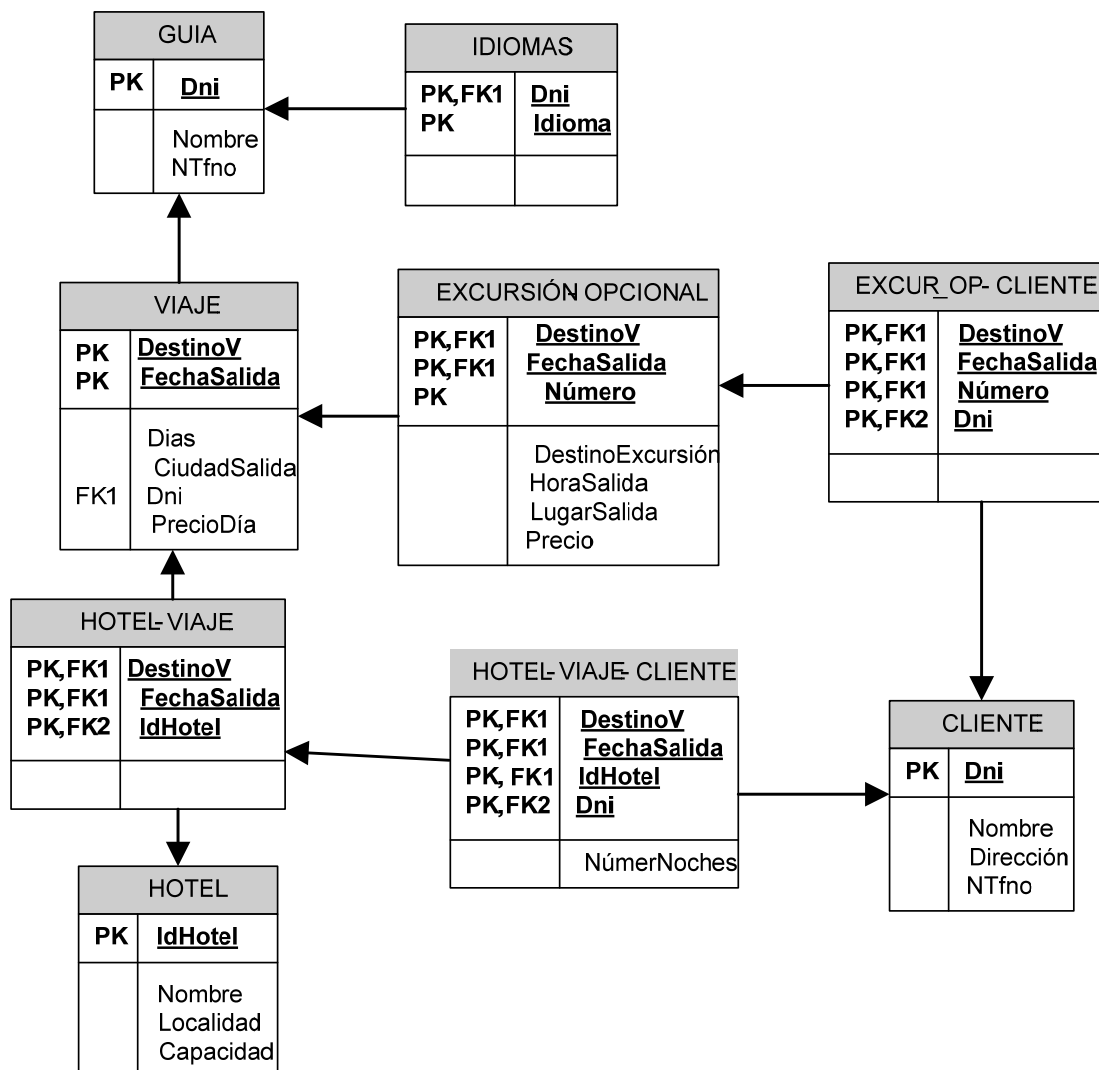 GUIA
PK Dni
Nombre
NTfno
IDIOMAS
PK,FK1 Dni
PK Idioma
VIAJE
PK DestinoV
PK FechaSalida
Dias
CiudadSalida
FK1 Dni
PrecioDía
EXCURSIÓN- OPCIONAL
PK,FK1 DestinoV
PK,FK1 FechaSalida
PK Número
DestinoExcursión
HoraSalida
LugarSalida
Precio
EXCUR_OP- CLIENTE
PK,FK1 DestinoV
PK,FK1 FechaSalida
PK,FK1 Número
PK,FK2 Dni
HOTEL- VIAJE
PK,FK1 DestinoV
PK,FK1 FechaSalida
PK,FK2 IdHotel
HOTEL- VIAJE- CLIENTE
PK,FK1 DestinoV
PK,FK1 FechaSalida
PK, FK1 IdHotel
PK,FK2 Dni
NúmerNoches
CLIENTE
PK Dni
Nombre
Dirección
NTfno
HOTEL
PK IdHotel
Nombre
Localidad
Capacidad